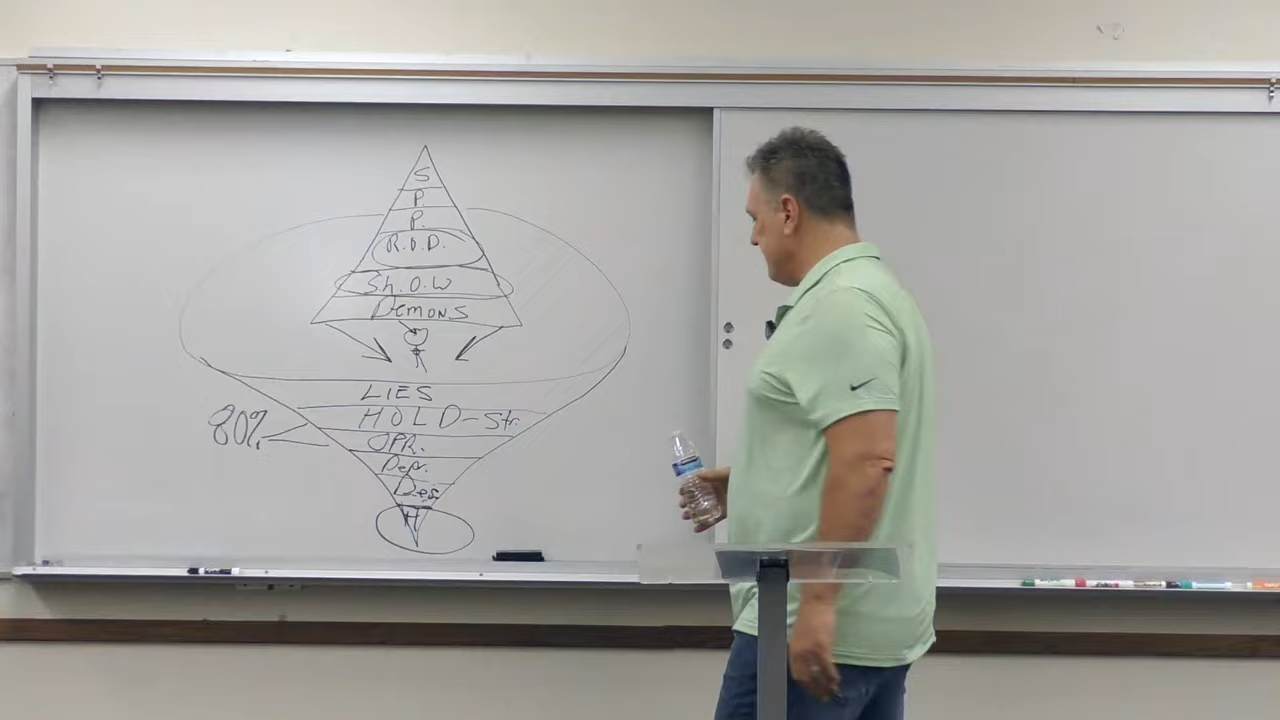 S
P.
P.
R.O.D.
Sh.O.W
Demons
LIES
HOLD-Str.
80%
OPR.
Dep.
Des.
H